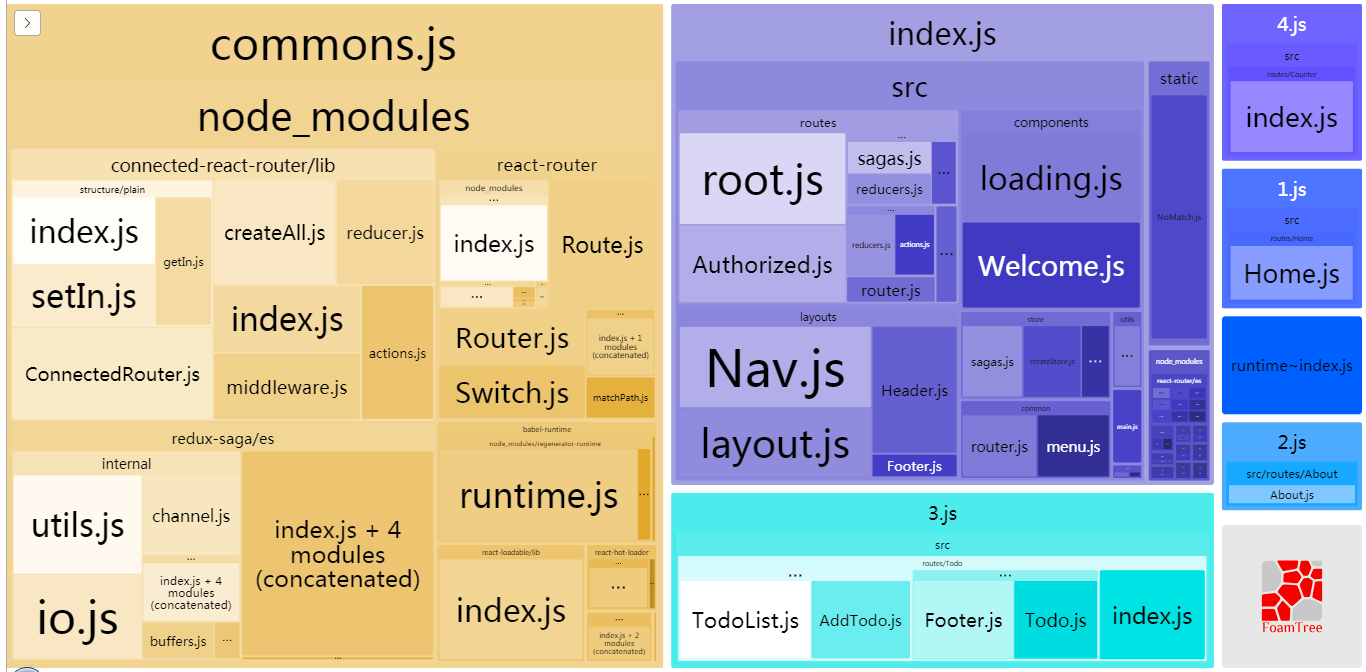 commons.js
node_modules
connected-react-router/lib
structure/plain
index.js
getIn.js
setIn.js
createAll.js
reducer.js
ConnectedRouter.js
index.js
middleware.js
actions.js
react-router
node_modules
...
index.js
Route.js
...
...
Router.js
Switch.js
...
index.js + 1
modules
(concatenated)
matchPath.js
redux-saga/es
internal
utils.js
channel.js
...
index.js + 4
modules
(concatenated)
io.js
buffers.js
...
index.js + 4
modules
(concatenated)
...
babel-runtime
node_modules/regenerator-runtime
runtime.js
...
react-loadable/lib
index.js
react-hot-loader
...
...
...
index.js + 2
modules
(concatenated)
index.js
src
routes
root.js
Authorized.js
...
sagas.js
reducers.js
...
...
reducers.js
actions.js
router.js
...
components
loading.js
Welcome.js
layouts
Nav.js
layout.js
Header.js
Footer.js
store
sagas.js
createStore.js
...
utils
...
common
router.js
menu.js
main.js
...
static
NoMatch.js
node_modules
react-router/es
3.js
src
routes/Todo
...
TodoList.js
AddTodo.js
...
Footer.js
Todo.js
index.js
4.js
src
routes/Counter
index.js
1.js
src
routes/Home
Home.js
runtime~index.js
2.js
src/routes/About
About.js
FoamTree